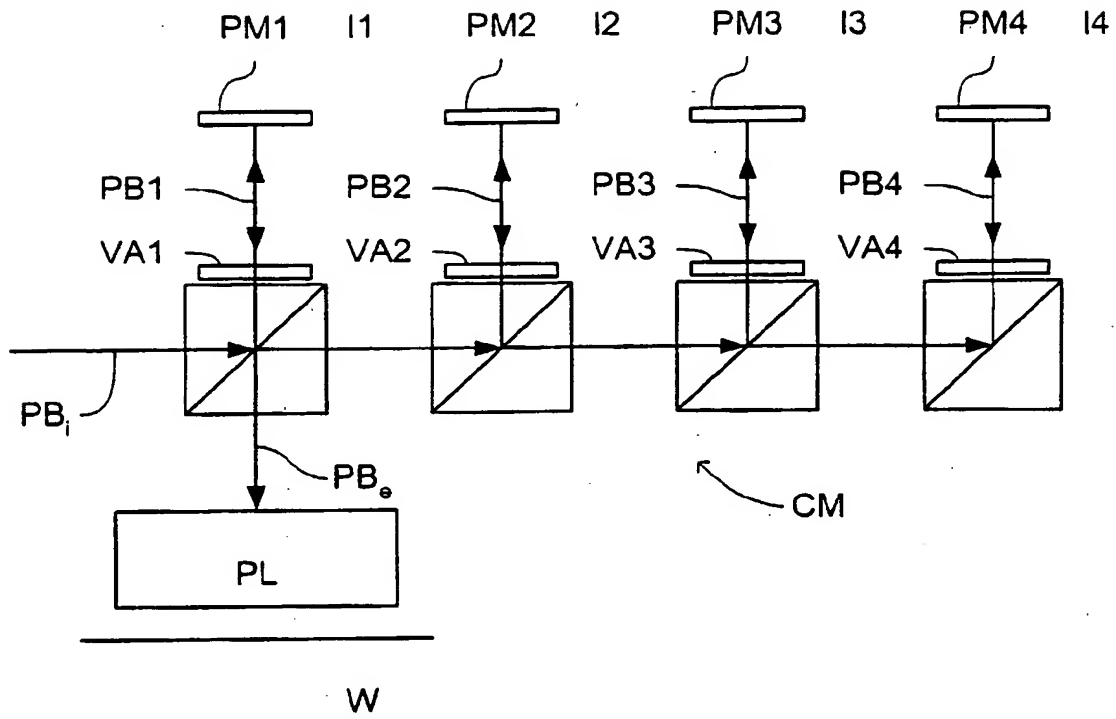 PM1 I1 PM2 I2 PM3 I3 PM4 I4
PB1 PB2 PB3 PB4
VA1 VA2 VA3 VA4
PBi
PBe
CM
PL
W